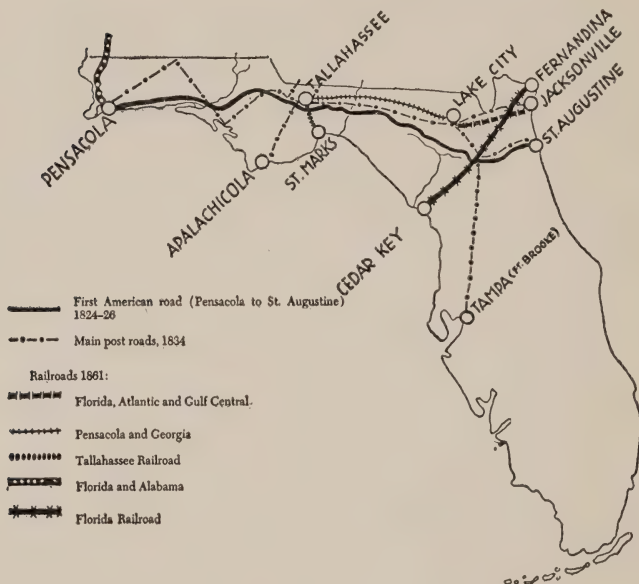 PENSACOLA
TALLAHASSEE
APALACHICOLA
ST. MARKS
LAKE CITY
FERNANDINA
JACKSONVILLE
ST. AUGUSTINE
CEDAR KEY
TAMPA (FT. BROOKE)
First American road (Pensacola to St. Augustine)
1824–26
Main post roads, 1834
Railroads 1861:
Florida, Atlantic and Gulf Central
Pensacola and Georgia
Tallahassee Railroad
Florida and Alabama
Florida Railroad